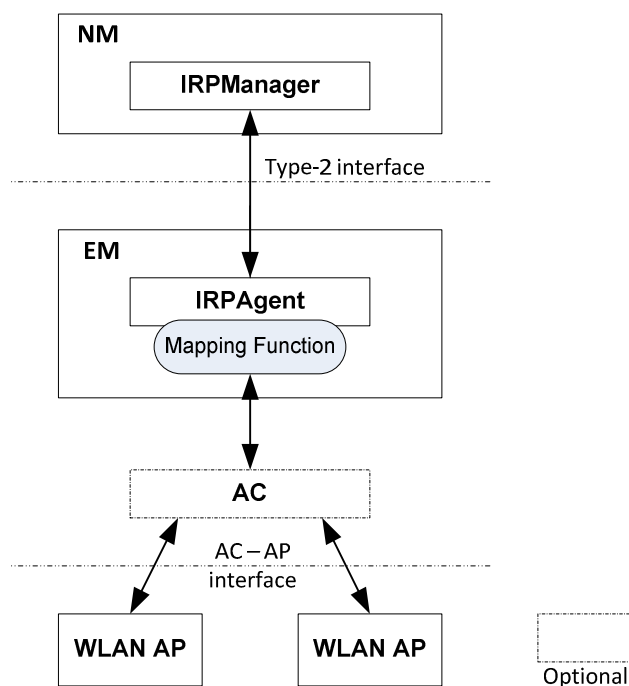 NM
IRPManager
Type-2 interface
EM
IRPAgent
Mapping Function
AC
AC – AP
interface
WLAN AP
WLAN AP
Optional